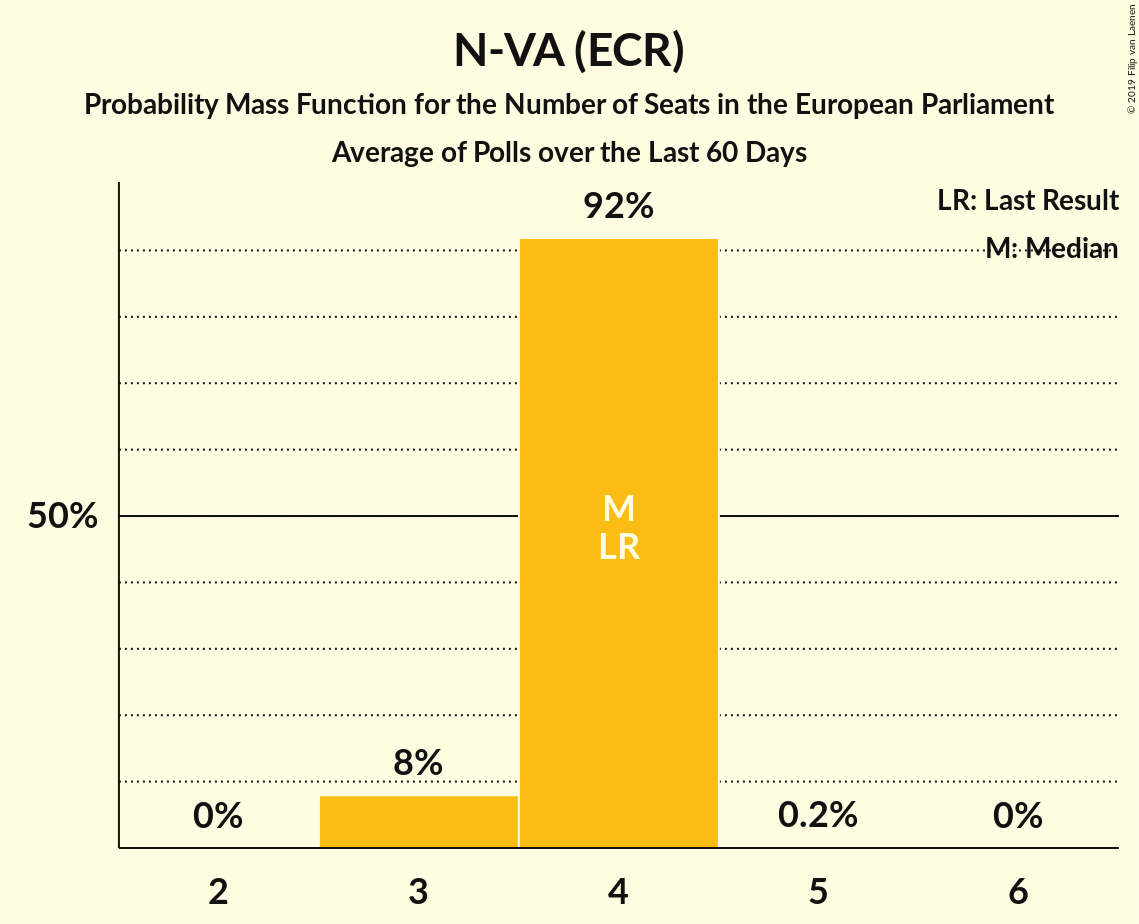 N-VA (ECR)
Probability Mass Function for the Number of Seats in the European Parliament
Average of Polls over the Last 60 Days
© 2019 Filip van Laenen
LR: Last Result
M: Median
92%
50%
M
LR
8%
0%
0.2%
0%
2
3
4
5
6